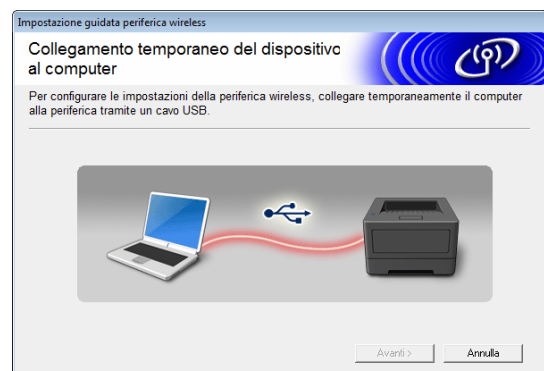 Impostazione guidata periferica wireless
Collegamento temporaneo del dispositivo
al computer
Per configurare le impostazioni della periferica wireless, collegare temporaneamente il computer
alla periferica tramite un cavo USB.
Avanti >
Annulla